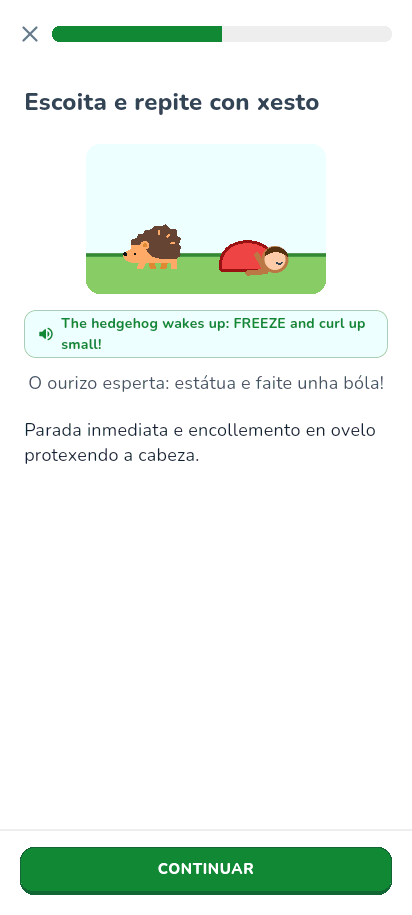 Escoita e repite con xesto
The hedgehog wakes up: FREEZE and curl up
small!
O ourizo esperta: estátua e faite unha bóla!
Parada inmediata e encollemento en ovelo
protexendo a cabeza.
CONTINUAR